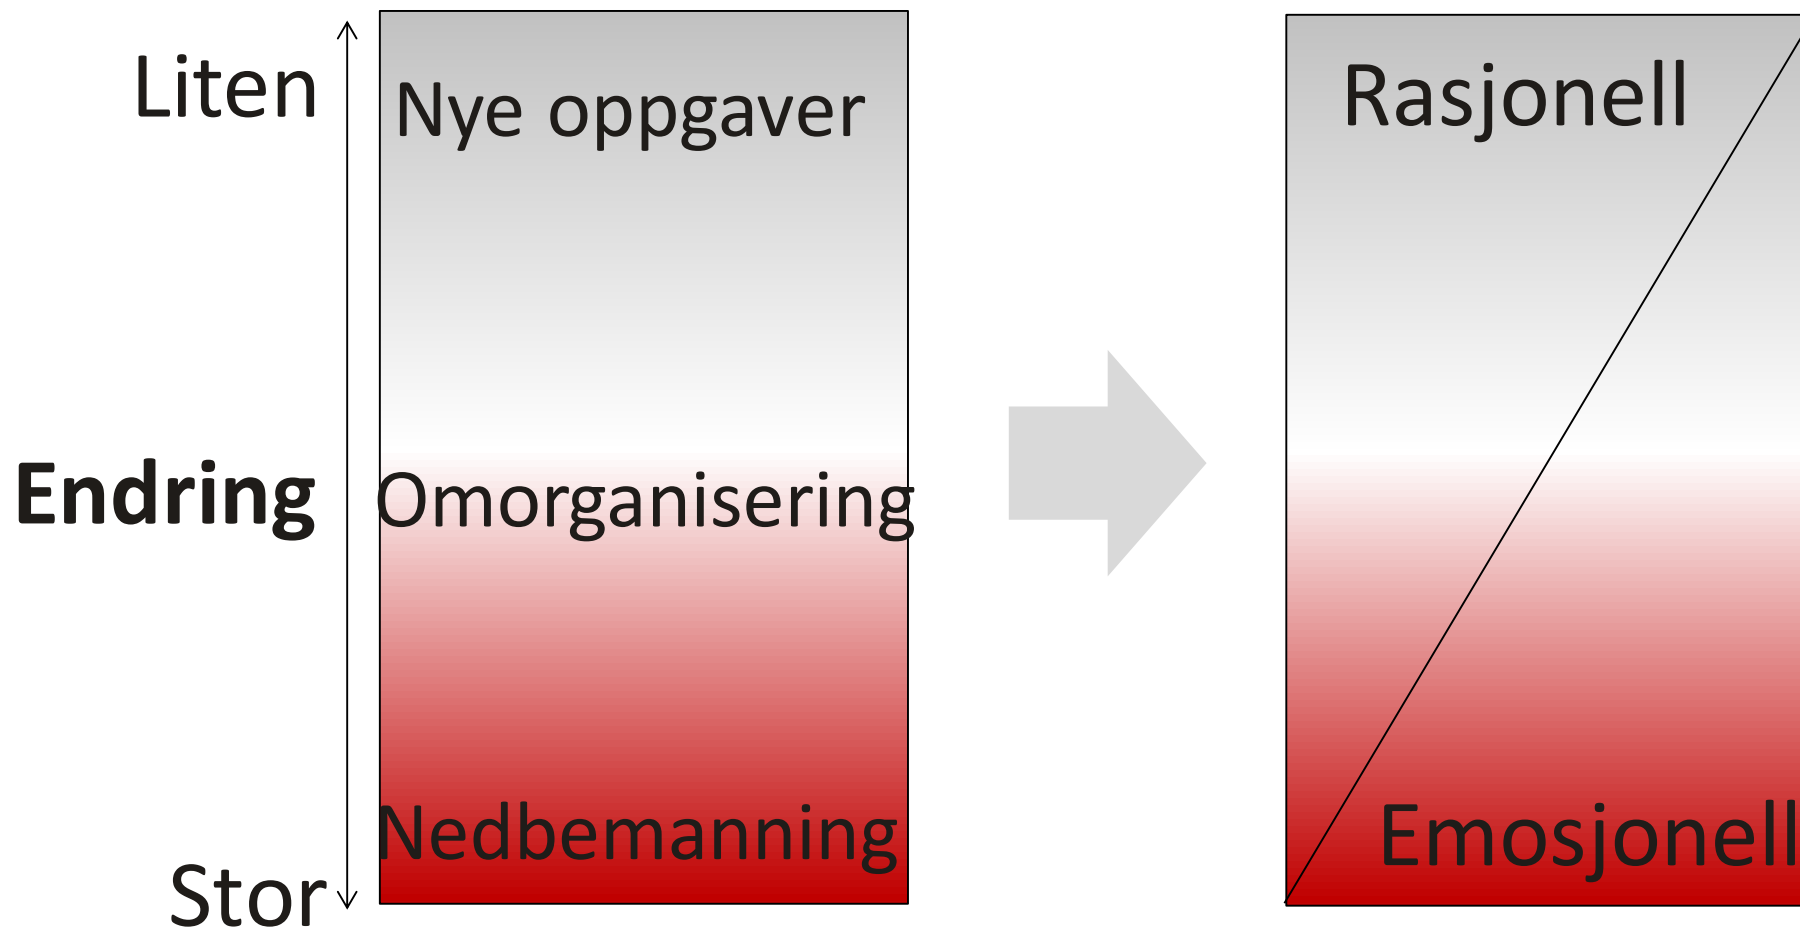 Liten
Nye oppgaver
Rasjonell
Endring
Omorganisering
Nedbemanning
Emosjonell
Stor